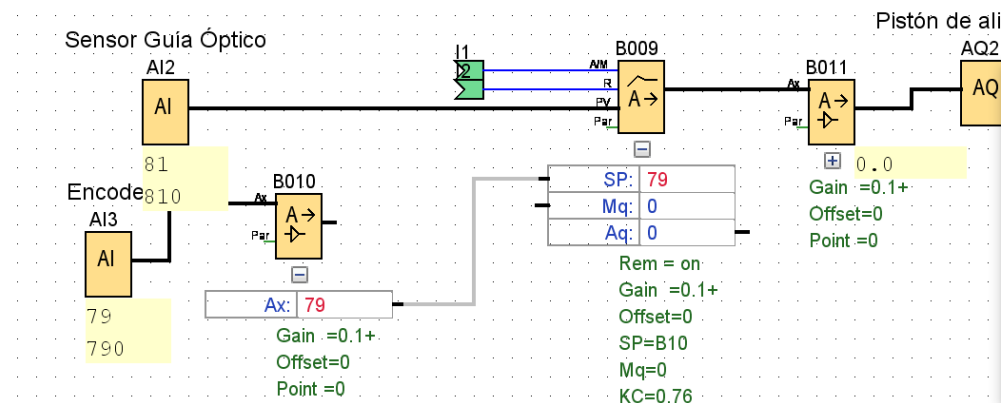 Pistón de ali
Sensor Guía Óptico
I1
B009
AQ2
AI2
I2
A/M
B011
R
AI
A→
Ax
A→
AQ
PV
Par
Par
81
810
0.0
SP: 79
Gain =0.1+
Encode
B010
Mq: 0
Offset=0
AI3
Ax
A→
Aq: 0
Point =0
Par
AI
Rem = on
Gain =0.1+
79
Ax: 79
Offset=0
790
Gain =0.1+
SP=B10
Offset=0
Mq=0
Point =0
KC=0.76